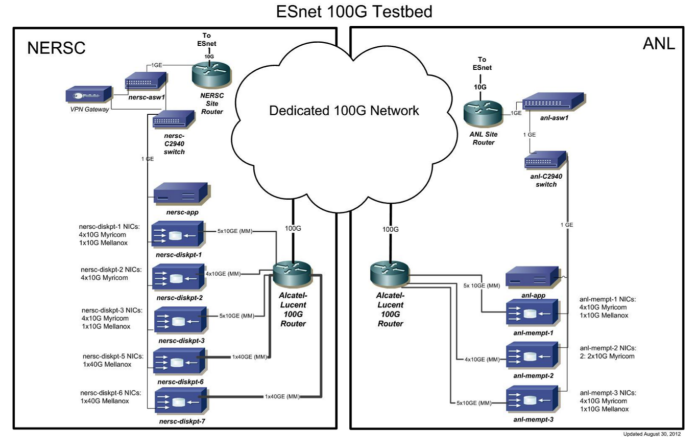 ESnet 100G Testbed
NERSC
To
ESnet
10G
1GE
nersc-asw1
NERSC
Site
Router
VPN Gateway
nersc-
C2940
switch
1 GE
nersc-app
nersc-diskpt-1 NICs:
4x10G Myricom
1x10G Mellanox
5x10GE (MM)
nersc-diskpt-1
nersc-diskpt-2 NICs:
4x10G Myricom
4x10GE (MM)
nersc-diskpt-2
nersc-diskpt-3 NICs:
4x10G Myricom
1x10G Mellanox
5x10GE (MM)
nersc-diskpt-3
nersc-diskpt-5 NICs:
1x40G Mellanox
1x40GE (MM)
nersc-diskpt-6
nersc-diskpt-6 NICs:
1x40G Mellanox
1x40GE (MM)
nersc-diskpt-7
100G
Alcatel-
Lucent
100G
Router
Dedicated 100G Network
ANL
To
ESnet
10G
1GE
anl-asw1
ANL Site
Router
1 GE
anl-C2940
switch
1 GE
100G
Alcatel-
Lucent
100G
Router
anl-app
5x 10GE (MM)
anl-mempt-1 NICs:
4x10G Myricom
1x10G Mellanox
anl-mempt-1
4x10GE (MM)
anl-mempt-2 NICs:
2: 2x10G Myricom
anl-mempt-2
5x10GE (MM)
anl-mempt-3 NICs:
4x10G Myricom
1x10G Mellanox
anl-mempt-3
Updated August 30, 2012